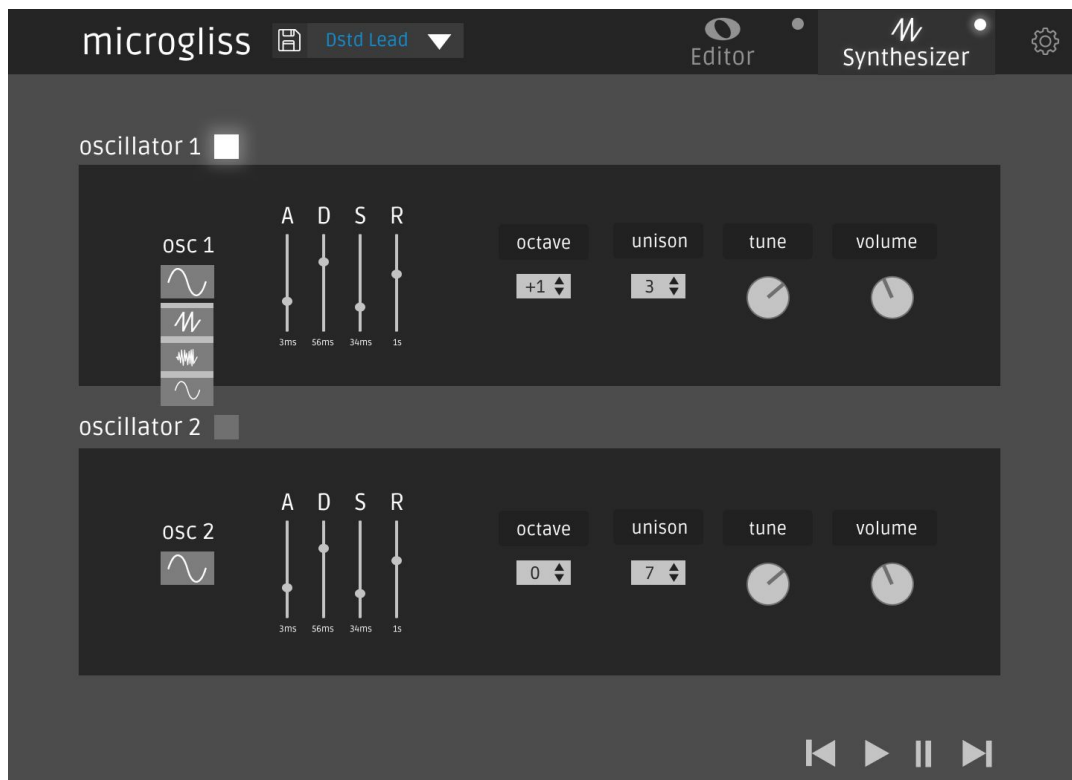 microgliss
Dstd Lead
Editor
Synthesizer
oscillator 1
osc 1
A D S R
3ms 56ms 34ms 1s
octave unison tune volume
+1 3
oscillator 2
osc 2
A D S R
3ms 56ms 34ms 1s
octave unison tune volume
0 7